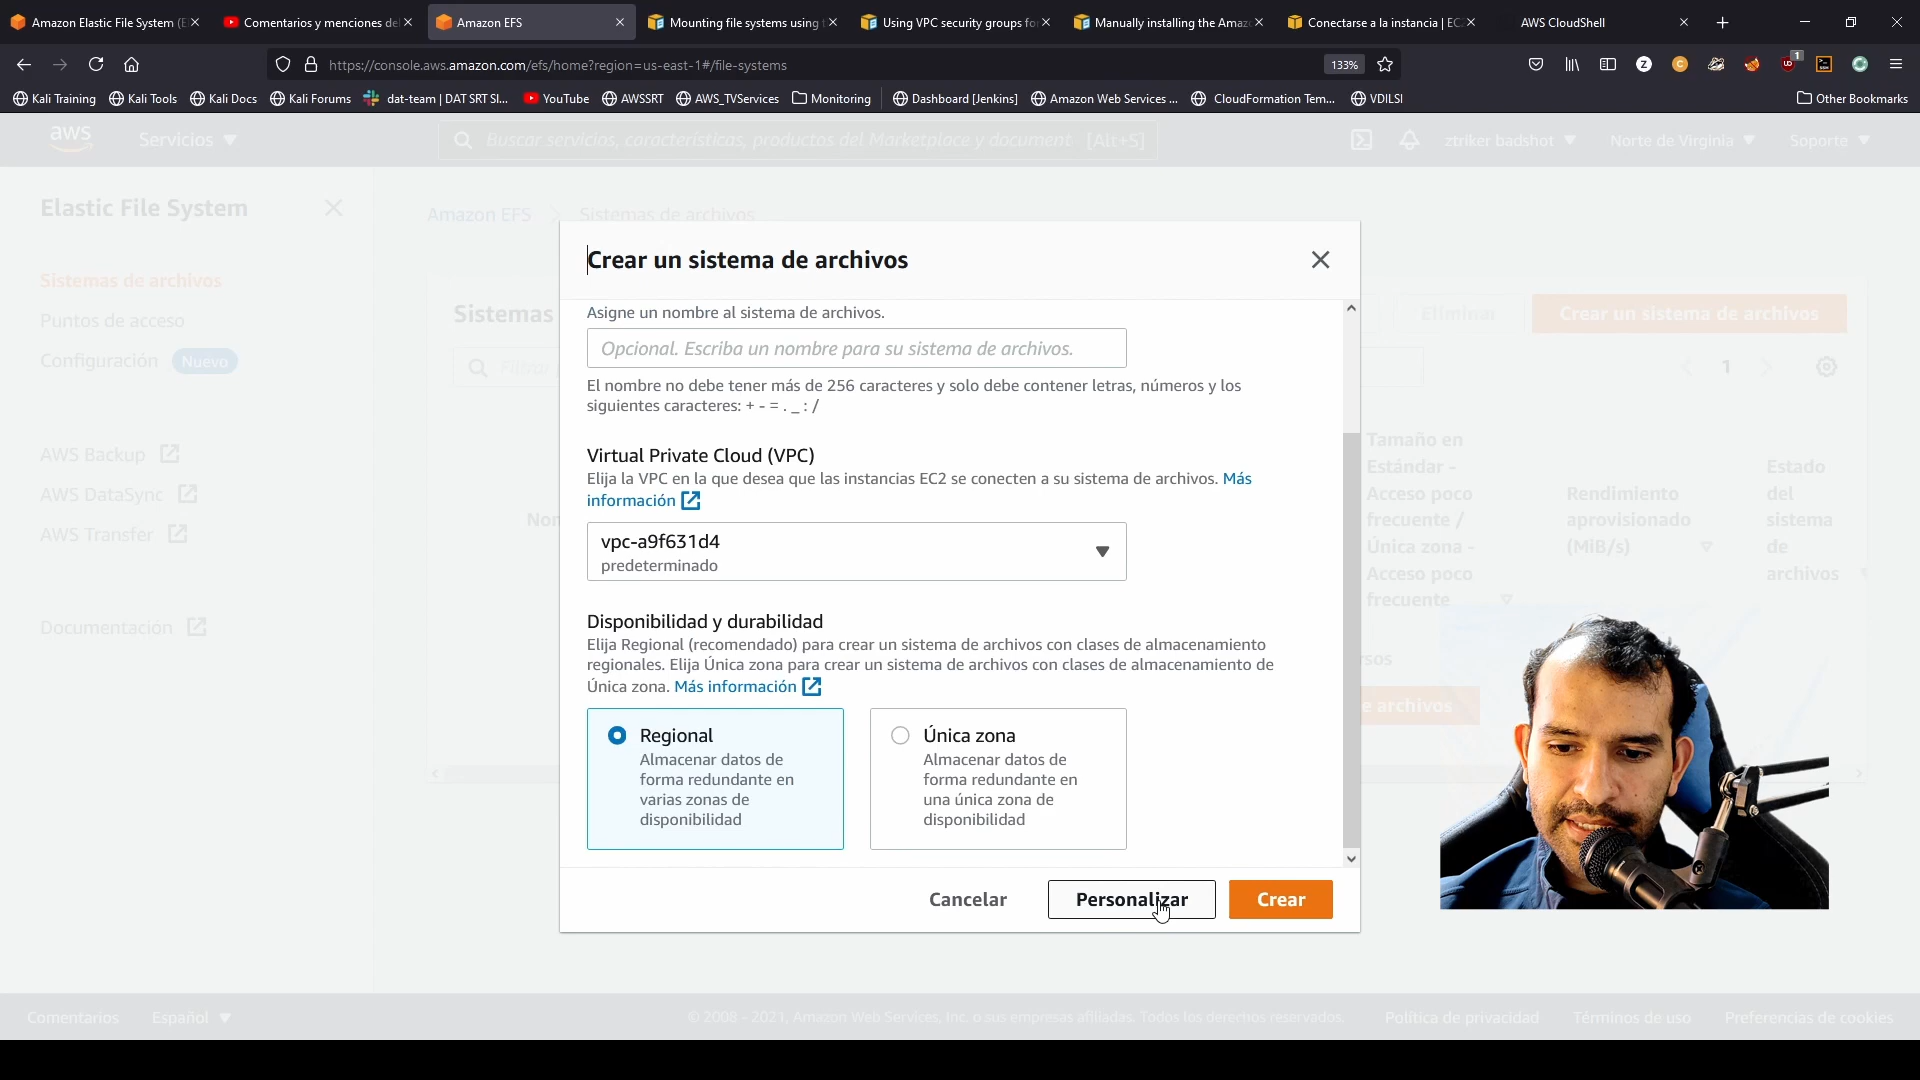 Amazon Elastic File System (E
Comentarios y menciones de
Amazon EFS
Mounting file systems using
Using VPC security groups fo
Manually installing the Amaz
Conectarse a la instancia | EC
AWS CloudShell
https://console.aws.amazon.com/efs/home?region=us-east-1#/file-systems
133%
1
Kali Training
Kali Tools
Kali Docs
Kali Forums
dat-team | DAT SRT Sl...
YouTube
AWSSRT
AWS_TVServices
Monitoring
Dashboard [Jenkins]
Amazon Web Services ...
CloudFormation Tem...
VDILSI
Other Bookmarks
aws
Servicios
Buscar servicios, características, productos del Marketplace y document
[Alt+S]
ztriker badshot
Norte de Virginia
Soporte
Elastic File System
Amazon EFS
Sistemas de archivos
Sistemas de archivos
Puntos de acceso
Configuración
Nuevo
AWS Backup
AWS DataSync
AWS Transfer
Documentación
Sistemas
Eliminar
Crear un sistema de archivos
1
Nor
Tamaño en
Estándar -
Acceso poco
frecuente /
Única zona -
Acceso poco
frecuente
Rendimiento
aprovisionado
(MiB/s)
Estado
del
sistema
de
archivos
e archivos
Crear un sistema de archivos
Asigne un nombre al sistema de archivos.
Opcional. Escriba un nombre para su sistema de archivos.
El nombre no debe tener más de 256 caracteres y solo debe contener letras, números y los
siguientes caracteres: + - = . _ : /
Virtual Private Cloud (VPC)
Elija la VPC en la que desea que las instancias EC2 se conecten a su sistema de archivos. Más
información
vpc-a9f631d4
predeterminado
Disponibilidad y durabilidad
Elija Regional (recomendado) para crear un sistema de archivos con clases de almacenamiento
regionales. Elija Única zona para crear un sistema de archivos con clases de almacenamiento de
Única zona. Más información
Regional
Almacenar datos de
forma redundante en
varias zonas de
disponibilidad
Única zona
Almacenar datos de
forma redundante en
una única zona de
disponibilidad
Cancelar
Personalizar
Crear
Comentarios
Español
© 2008 - 2021, Amazon Web Services, Inc. o sus empresas afiliadas. Todos los derechos reservados.
Política de privacidad
Términos de uso
Preferencias de cookies